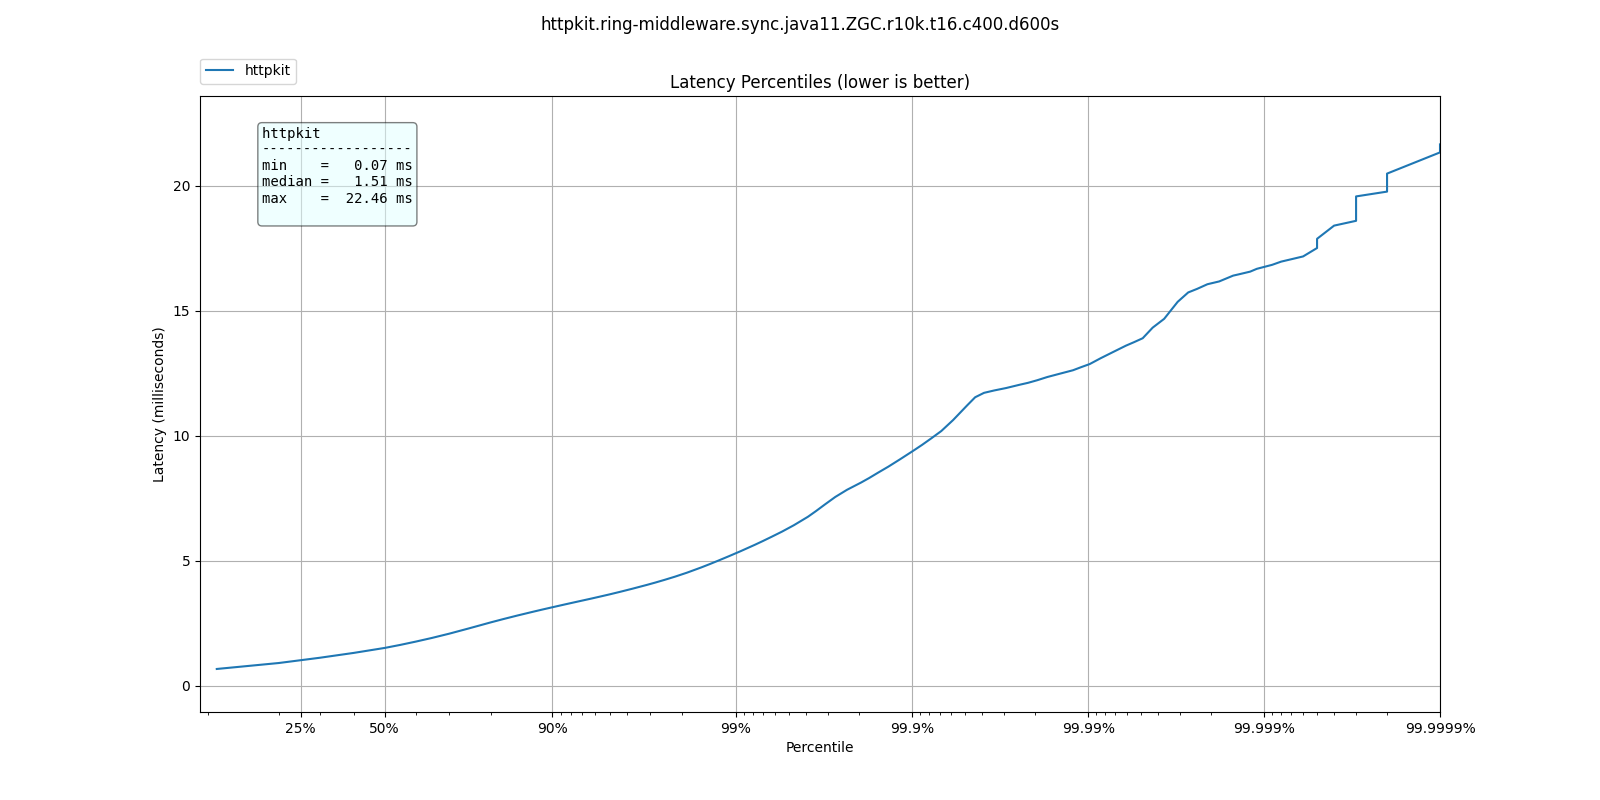 httpkit.ring-middleware.sync.java11.ZGC.r10k.t16.c400.d600s
httpkit
Latency Percentiles (lower is better)
httpkit
------------------
min    =   0.07 ms
median =   1.51 ms
max    =  22.46 ms
20
15
10
5
0
Latency (milliseconds)
25% 50% 90% 99% 99.9% 99.99% 99.999% 99.9999%
Percentile